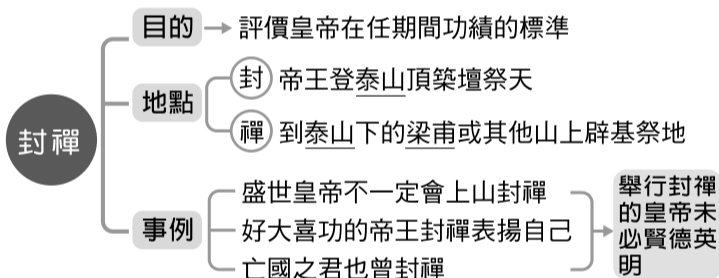 封禪
目的
評價皇帝在任期間功績的標準
地點
封
帝王登泰山頂築壇祭天
禪
到泰山下的梁甫或其他山上辟基祭地
事例
盛世皇帝不一定會上山封禪
好大喜功的帝王封禪表揚自己
亡國之君也曾封禪
舉行封禪
的皇帝未
必賢德英
明